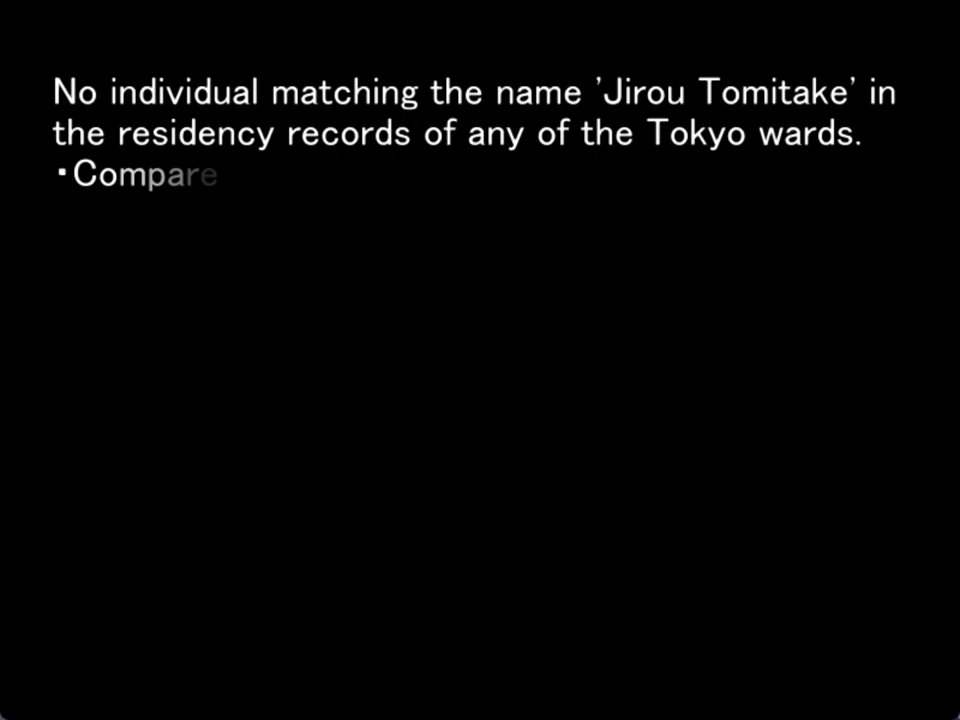 No individual matching the name 'Jirou Tomitake' in
the residency records of any of the Tokyo wards.
・Compare